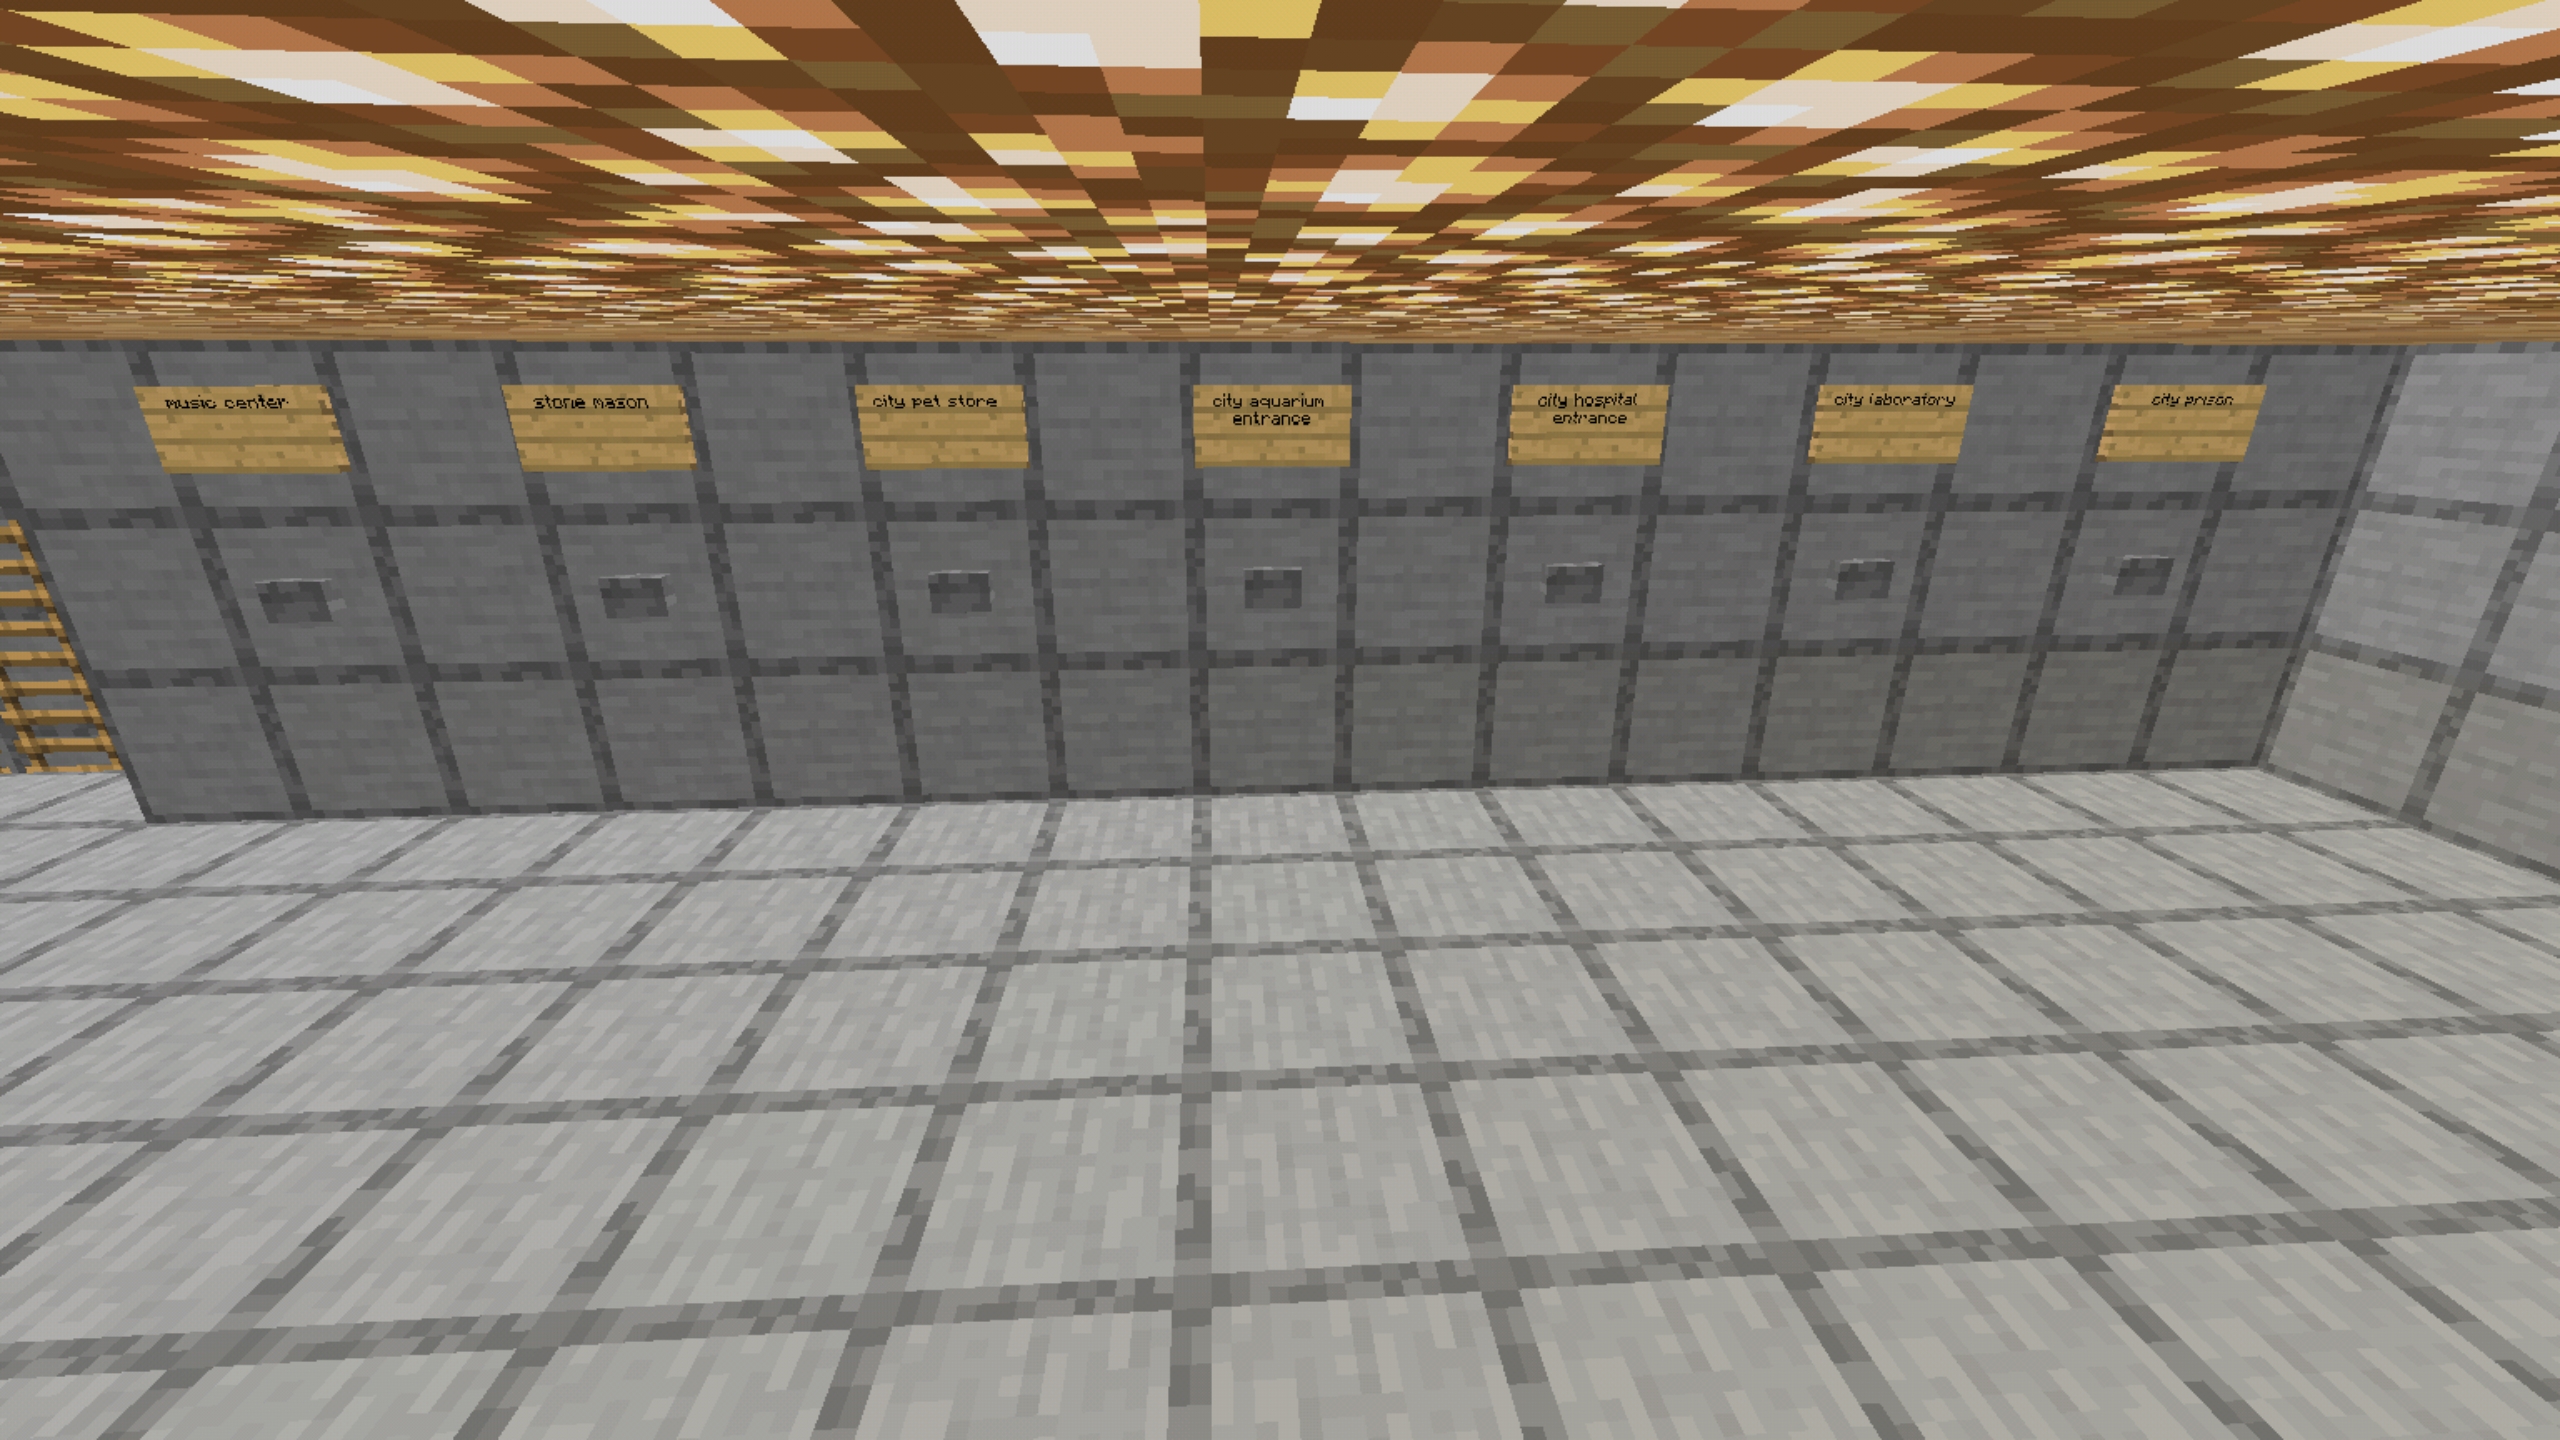 music center
stone mason
city pet store
city aquarium
entrance
city hospital
entrance
city laboratory
city prison